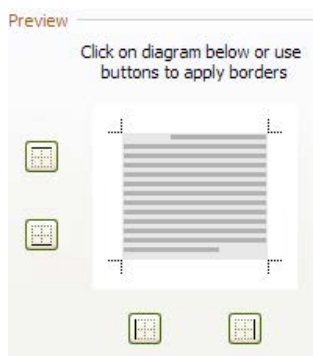 Preview
Click on diagram below or use
buttons to apply borders